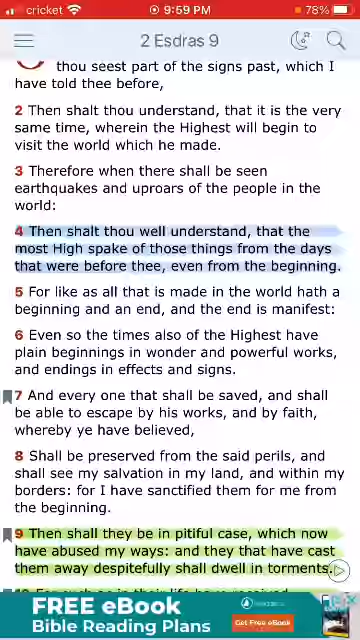 cricket 9:59 PM 78%
2 Esdras 9
thou seest part of the signs past, which I
have told thee before,
2 Then shalt thou understand, that it is the very
same time, wherein the Highest will begin to
visit the world which he made.
3 Therefore when there shall be seen
earthquakes and uproars of the people in the
world:
4 Then shalt thou well understand, that the
most High spake of those things from the days
that were before thee, even from the beginning.
5 For like as all that is made in the world hath a
beginning and an end, and the end is manifest:
6 Even so the times also of the Highest have
plain beginnings in wonder and powerful works,
and endings in effects and signs.
7 And every one that shall be saved, and shall
be able to escape by his works, and by faith,
whereby ye have believed,
8 Shall be preserved from the said perils, and
shall see my salvation in my land, and within my
borders: for I have sanctified them for me from
the beginning.
9 Then shall they be in pitiful case, which now
have abused my ways: and they that have cast
them away despitefully shall dwell in torments.
FREE eBook
Bible Reading Plans
Get Free eBook